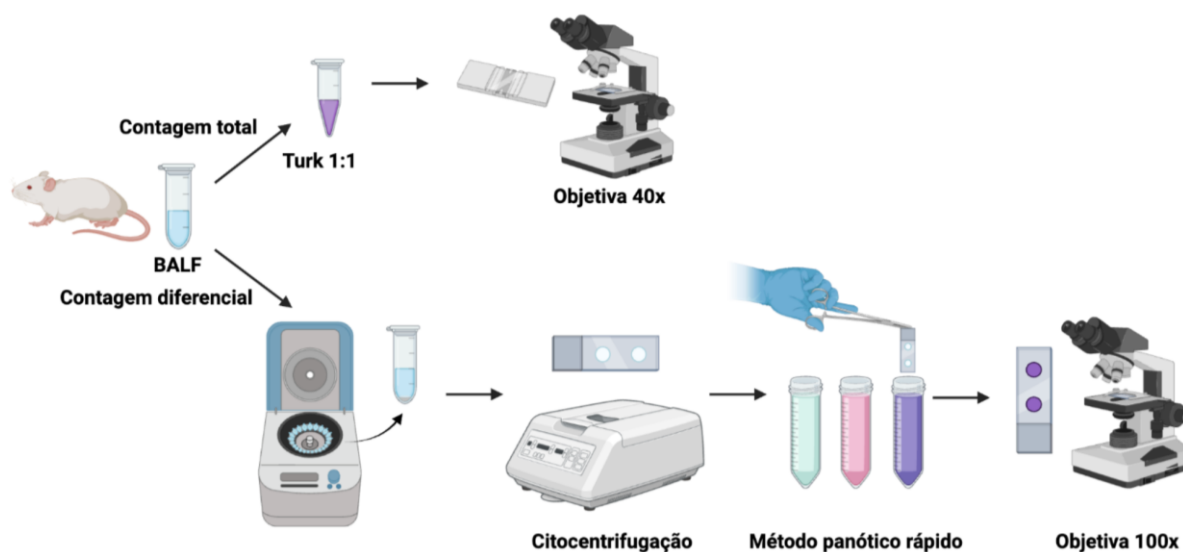 Contagem total
Turk 1:1
Objetiva 40x
BALF
Contagem diferencial
Citocentrifugação
Método panótico rápido
Objetiva 100x